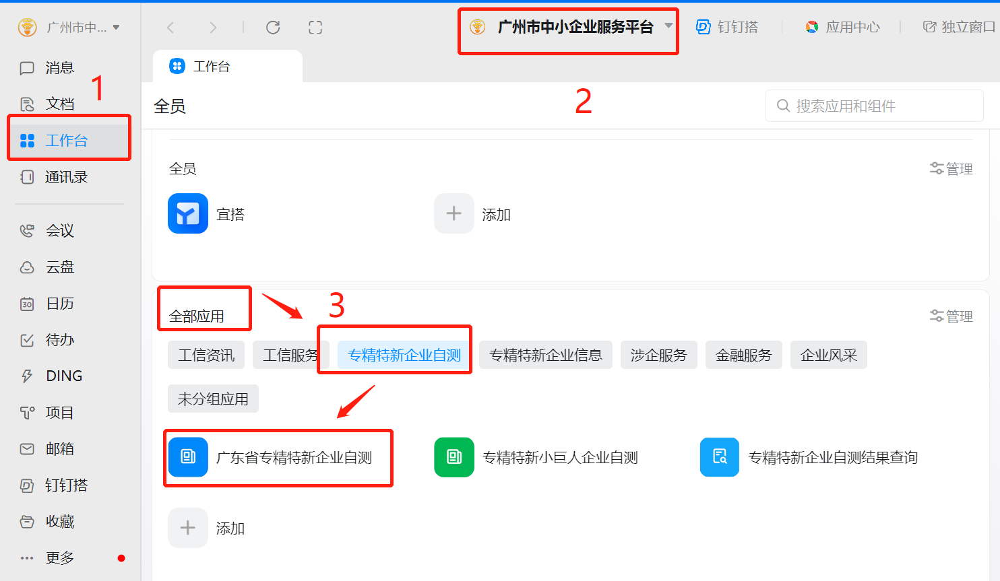 广州市中...
消息
1
文档
工作台
通讯录
会议
云盘
30
日历
待办
DING
项目
邮箱
钉钉搭
收藏
更多
广州市中小企业服务平台
钉钉搭
应用中心
独立窗口
工作台
2
全员
搜索应用和组件
全员
管理
宜搭
添加
全部应用
3
管理
工信资讯
工信服务
专精特新企业自测
专精特新企业信息
涉企服务
金融服务
企业风采
未分组应用
广东省专精特新企业自测
专精特新小巨人企业自测
专精特新企业自测结果查询
添加